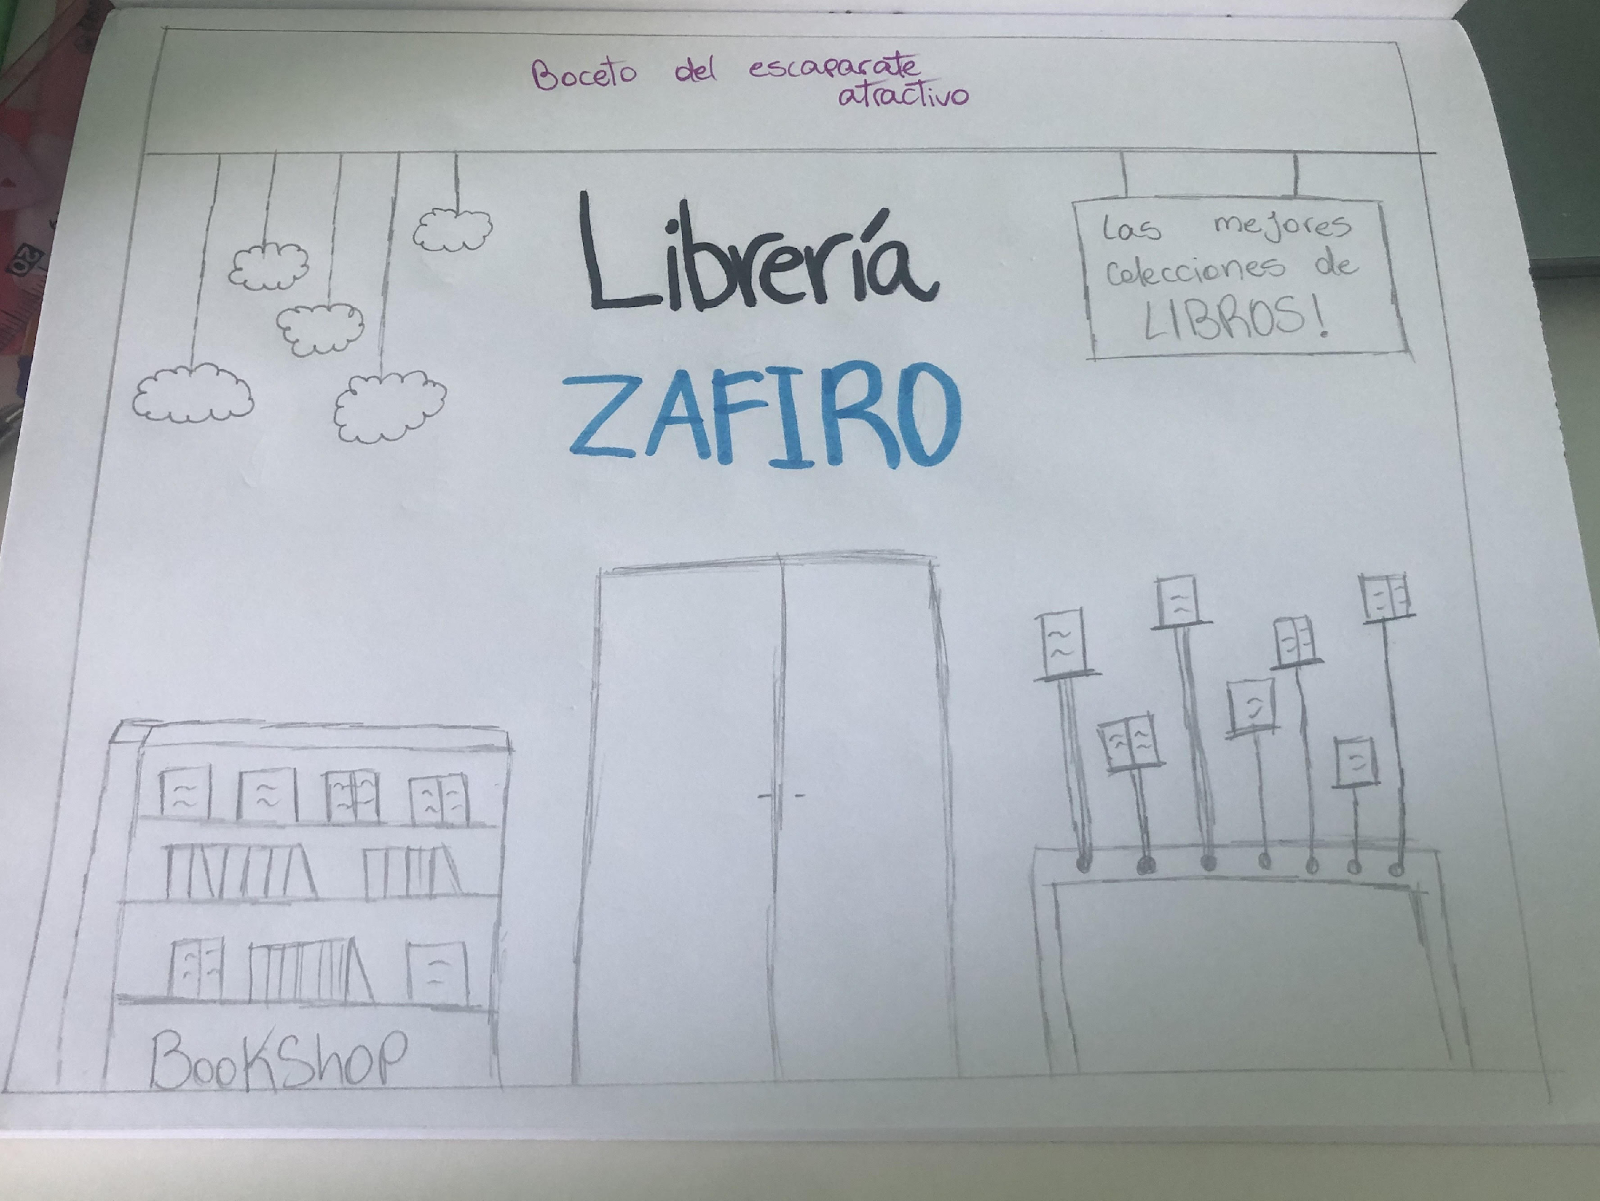 Boceto del escaparate
atractivo
Librería
ZAFIRO
Las mejores
colecciones de
LIBROS!
BookShop